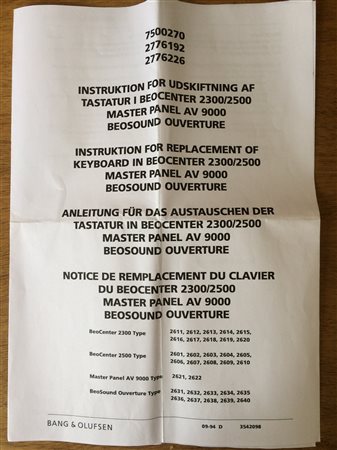 7500270
2776192
2776226
INSTRUKTION FOR UDSKIFTNING AF
TASTATUR I BEOCENTER 2300/2500
MASTER PANEL AV 9000
BEOSOUND OUVERTURE
INSTRUKTION FOR REPLACEMENT OF
KEYBOARD IN BEOCENTER 2300/2500
MASTER PANEL AV 9000
BEOSOUND OUVERTURE
ANLEITUNG FÜR DAS AUSTAUSCHEN DER
TASTATUR IN BEOCENTER 2300/2500
MASTER PANEL AV 9000
BEOSOUND OUVERTURE
NOTICE DE REMPLACEMENT DU CLAVIER
DU BEOCENTER 2300/2500
MASTER PANEL AV 9000
BEOSOUND OUVERTURE
BeoCenter 2300 Type 2611, 2612, 2613, 2614, 2615,
2616, 2617, 2618, 2619, 2620
BeoCenter 2500 Type 2601, 2602, 2603, 2604, 2605,
2606, 2607, 2608, 2609, 2610
Master Panel AV 9000 Type 2621, 2622
BeoSound Ouverture Type 2631, 2632, 2633, 2634, 2635
2636, 2637, 2638, 2639, 2640
BANG & OLUFSEN 09-94 D 3542098